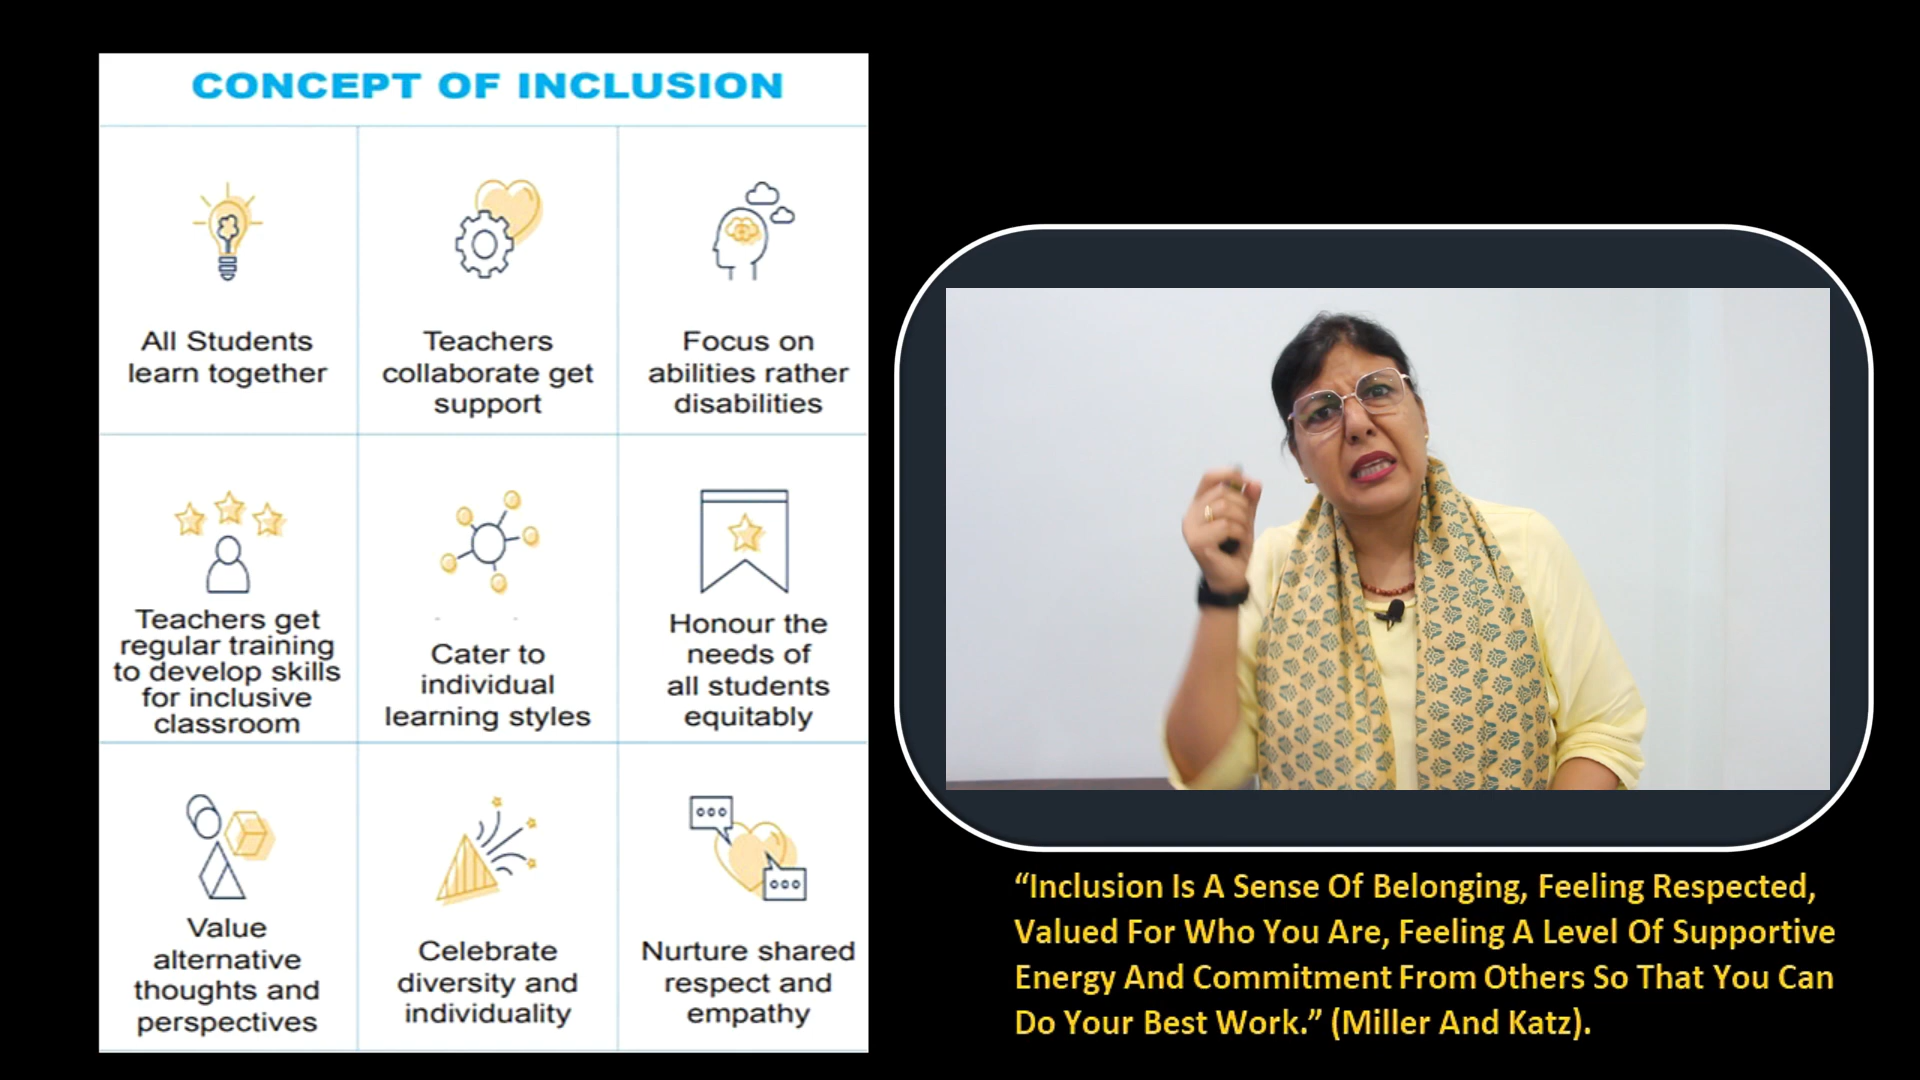 CONCEPT OF INCLUSION
All Students
learn together
Teachers
collaborate get
support
Focus on
abilities rather
disabilities
Teachers get
regular training
to develop skills
for inclusive
classroom
Cater to
individual
learning styles
Honour the
needs of
all students
equitably
Value
alternative
thoughts and
perspectives
Celebrate
diversity and
individuality
Nurture shared
respect and
empathy
“Inclusion Is A Sense Of Belonging, Feeling Respected,
Valued For Who You Are, Feeling A Level Of Supportive
Energy And Commitment From Others So That You Can
Do Your Best Work.” (Miller And Katz).